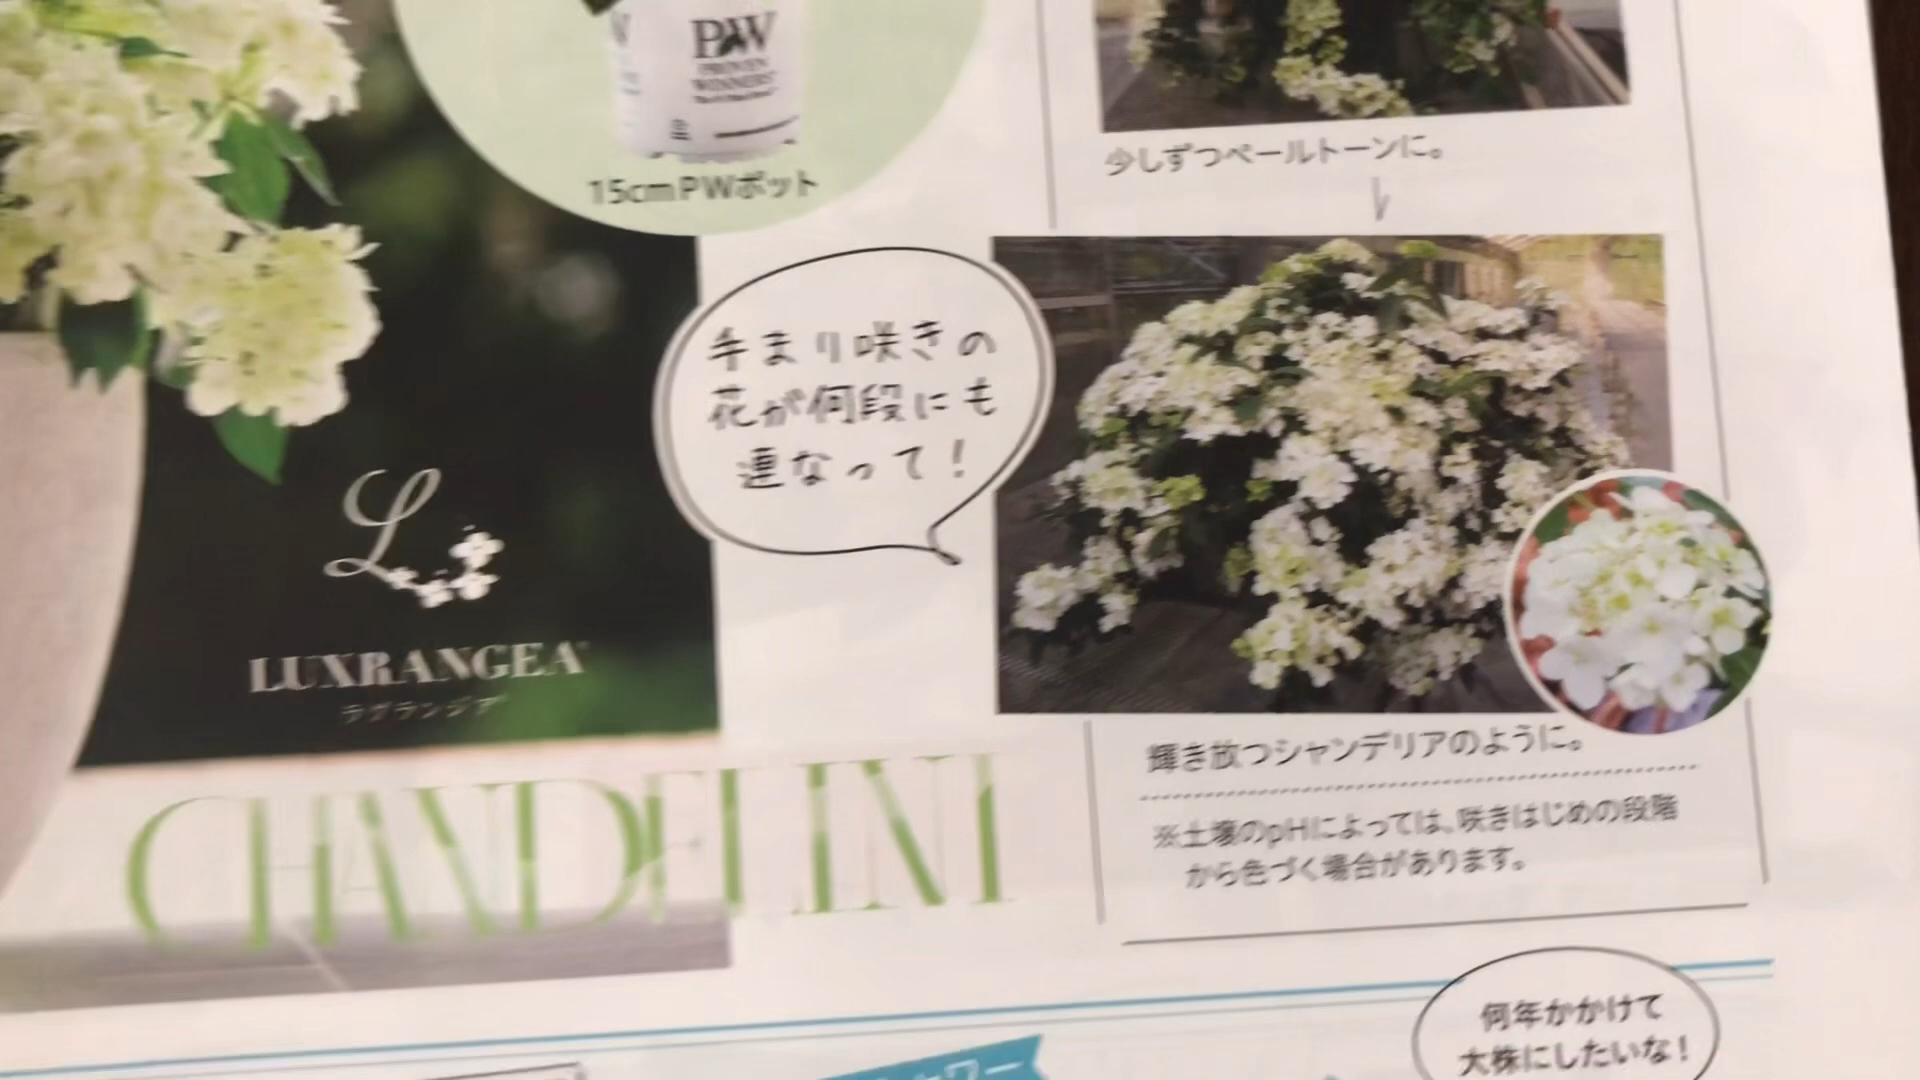 PW
PROVEN
WINNERS
15cmPWポット
少しずつペールトーンに。
手まり咲きの
花が何段にも
連なって!
L
LUXRANGEA
ラグランジア
輝き放つシャンデリアのように。
※土壌のpHによっては、咲きはじめの段階
から色づく場合があります。
何年かかけて
大株にしたいな!